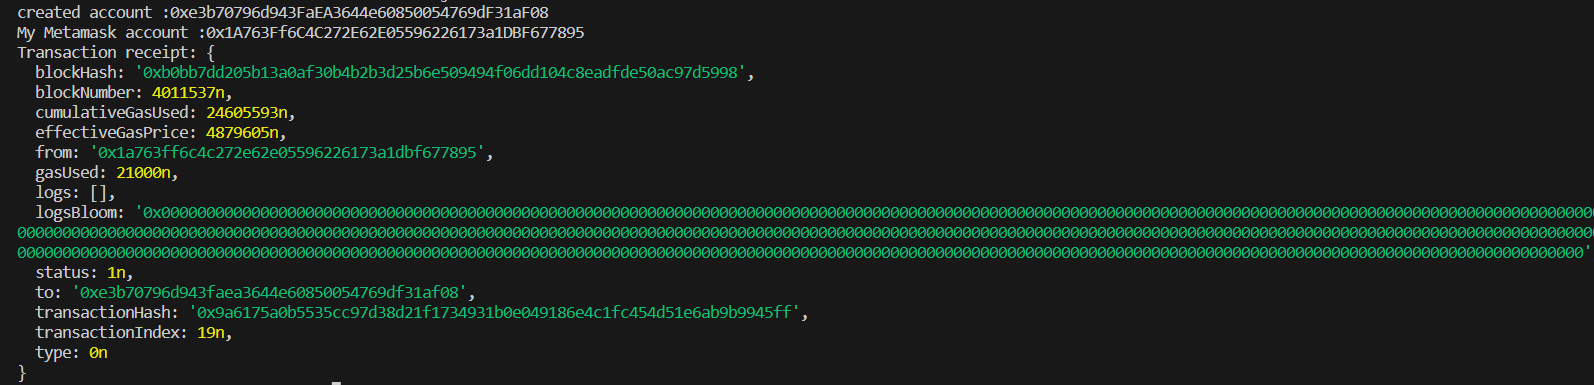 created account :0xe3b70796d943FaEA3644e60850054769dF31aF08
My Metamask account :0x1A763Ff6C4C272E62E05596226173a1DBF677895
Transaction receipt: {
  blockHash: '0xb0bb7dd205b13a0af30b4b2b3d25b6e509494f06dd104c8eadfde50ac97d5998',
  blockNumber: 4011537n,
  cumulativeGasUsed: 24605593n,
  effectiveGasPrice: 4879605n,
  from: '0x1a763ff6c4c272e62e05596226173a1dbf677895',
  gasUsed: 21000n,
  logs: [],
  logsBloom:
  status: 1n,
  to: '0xe3b70796d943faea3644e60850054769df31af08',
  transactionHash: '0x9a6175a0b5535cc97d38d21f1734931b0e049186e4c1fc454d51e6ab9b9945ff',
  transactionIndex: 19n,
  type: 0n
}